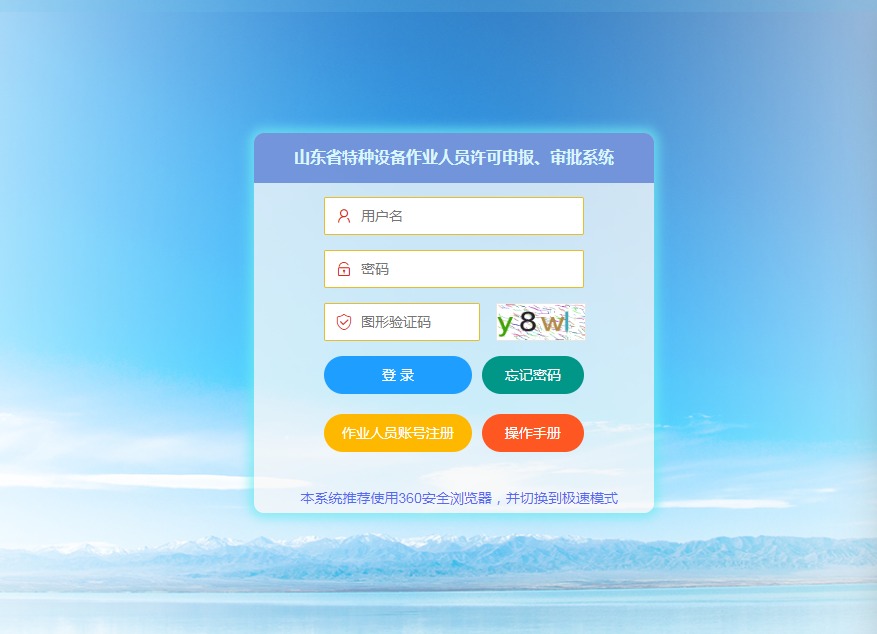 山东省特种设备作业人员许可申报、审批系统
用户名
密码
图形验证码 y8wl
登 录 忘记密码
作业人员账号注册 操作手册
本系统推荐使用360安全浏览器，并切换到极速模式